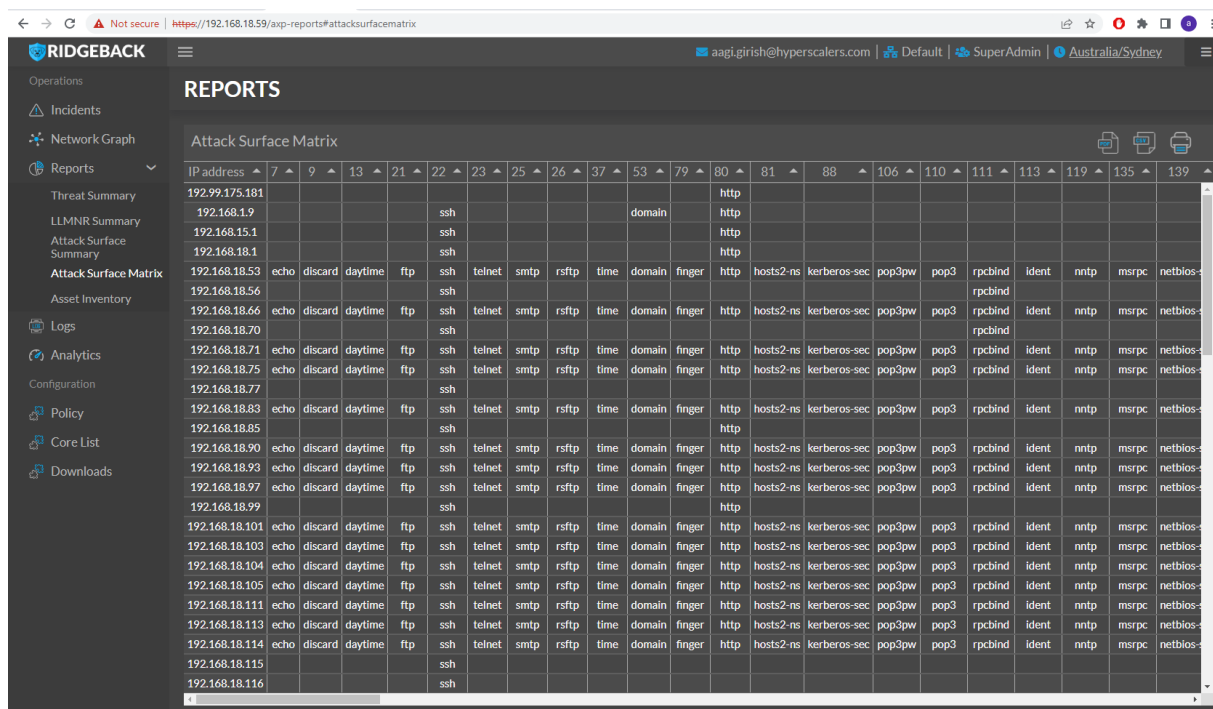 Not secure | https://192.168.18.59/axp-reports#attacksurfacematrix
RIDGEBACK
aagi.girish@hyperscalers.com | Default | SuperAdmin | Australia/Sydney
Operations
Incidents
Network Graph
Reports
Threat Summary
LLMNR Summary
Attack Surface
Summary
Attack Surface Matrix
Asset Inventory
Logs
Analytics
Configuration
Policy
Core List
Downloads
REPORTS
Attack Surface Matrix
IP address 7 9 13 21 22 23 25 26 37 53 79 80 81 88 106 110 111 113 119 135 139
192.99.175.181 http
192.168.1.9 ssh domain http
192.168.15.1 ssh http
192.168.18.1 ssh http
192.168.18.53 echo discard daytime ftp ssh telnet smtp rsftp time domain finger http hosts2-ns kerberos-sec pop3pw pop3 rpcbind ident nntp msrpc netbios-s
192.168.18.56 ssh rpcbind
192.168.18.66 echo discard daytime ftp ssh telnet smtp rsftp time domain finger http hosts2-ns kerberos-sec pop3pw pop3 rpcbind ident nntp msrpc netbios-s
192.168.18.70 ssh rpcbind
192.168.18.71 echo discard daytime ftp ssh telnet smtp rsftp time domain finger http hosts2-ns kerberos-sec pop3pw pop3 rpcbind ident nntp msrpc netbios-s
192.168.18.75 echo discard daytime ftp ssh telnet smtp rsftp time domain finger http hosts2-ns kerberos-sec pop3pw pop3 rpcbind ident nntp msrpc netbios-s
192.168.18.77 ssh
192.168.18.83 echo discard daytime ftp ssh telnet smtp rsftp time domain finger http hosts2-ns kerberos-sec pop3pw pop3 rpcbind ident nntp msrpc netbios-s
192.168.18.85 ssh http
192.168.18.90 echo discard daytime ftp ssh telnet smtp rsftp time domain finger http hosts2-ns kerberos-sec pop3pw pop3 rpcbind ident nntp msrpc netbios-s
192.168.18.93 echo discard daytime ftp ssh telnet smtp rsftp time domain finger http hosts2-ns kerberos-sec pop3pw pop3 rpcbind ident nntp msrpc netbios-s
192.168.18.97 echo discard daytime ftp ssh telnet smtp rsftp time domain finger http hosts2-ns kerberos-sec pop3pw pop3 rpcbind ident nntp msrpc netbios-s
192.168.18.99 ssh http
192.168.18.101 echo discard daytime ftp ssh telnet smtp rsftp time domain finger http hosts2-ns kerberos-sec pop3pw pop3 rpcbind ident nntp msrpc netbios-s
192.168.18.103 echo discard daytime ftp ssh telnet smtp rsftp time domain finger http hosts2-ns kerberos-sec pop3pw pop3 rpcbind ident nntp msrpc netbios-s
192.168.18.104 echo discard daytime ftp ssh telnet smtp rsftp time domain finger http hosts2-ns kerberos-sec pop3pw pop3 rpcbind ident nntp msrpc netbios-s
192.168.18.105 echo discard daytime ftp ssh telnet smtp rsftp time domain finger http hosts2-ns kerberos-sec pop3pw pop3 rpcbind ident nntp msrpc netbios-s
192.168.18.111 echo discard daytime ftp ssh telnet smtp rsftp time domain finger http hosts2-ns kerberos-sec pop3pw pop3 rpcbind ident nntp msrpc netbios-s
192.168.18.113 echo discard daytime ftp ssh telnet smtp rsftp time domain finger http hosts2-ns kerberos-sec pop3pw pop3 rpcbind ident nntp msrpc netbios-s
192.168.18.114 echo discard daytime ftp ssh telnet smtp rsftp time domain finger http hosts2-ns kerberos-sec pop3pw pop3 rpcbind ident nntp msrpc netbios-s
192.168.18.115 ssh
192.168.18.116 ssh